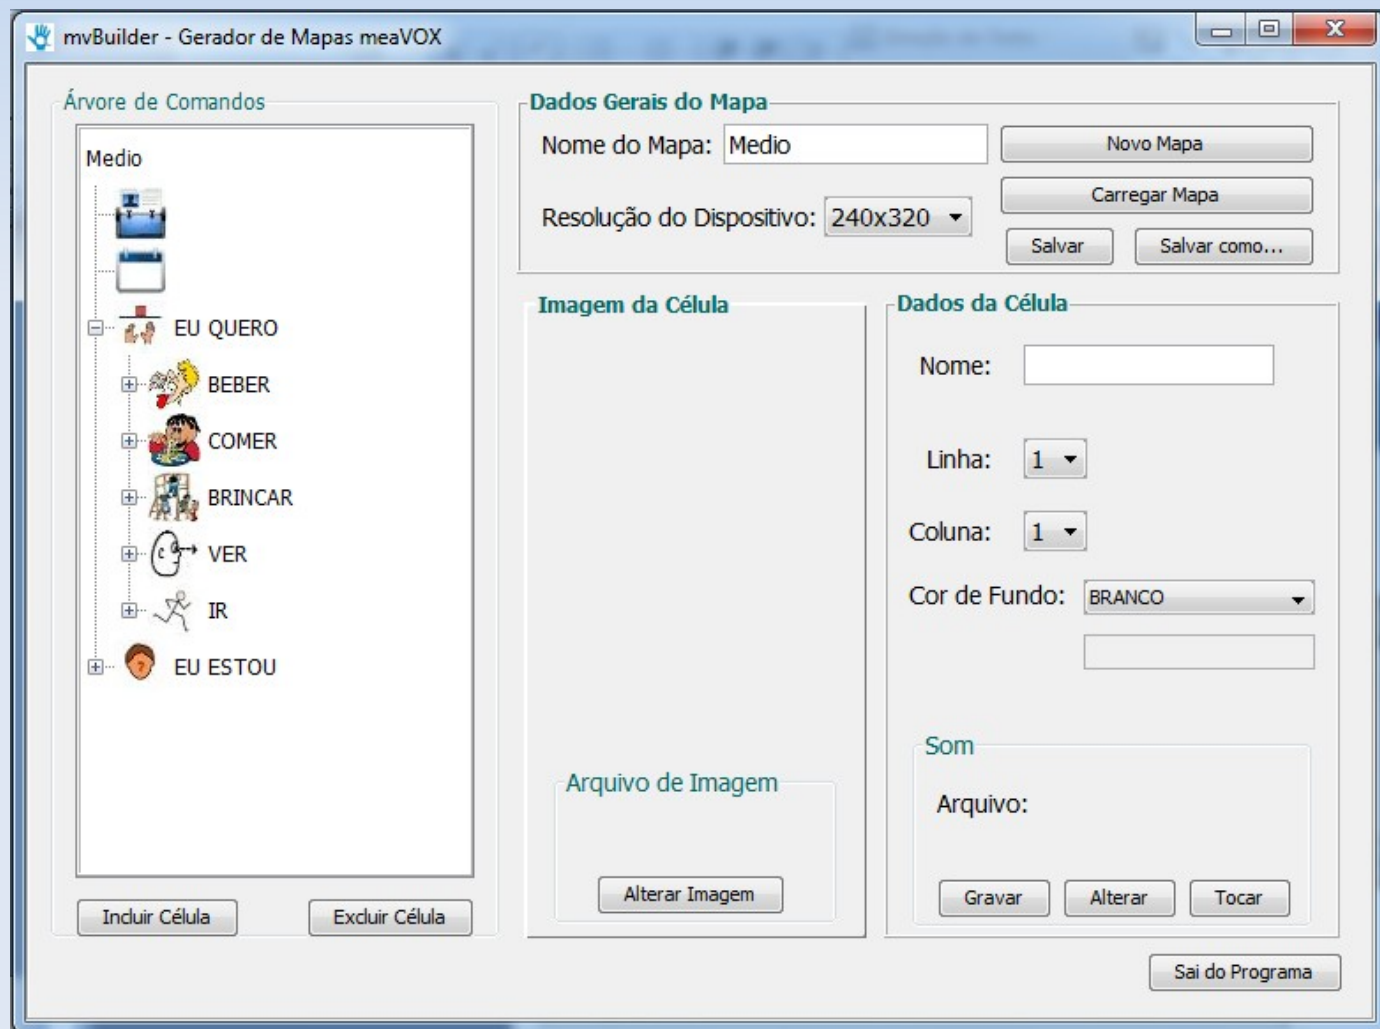 mvBuilder - Gerador de Mapas meaVOX
Árvore de Comandos
Medio
EU QUERO
BEBER
COMER
BRINCAR
VER
IR
EU ESTOU
Incluir Célula
Excluir Célula
Dados Gerais do Mapa
Nome do Mapa: Medio
Novo Mapa
Carregar Mapa
Resolução do Dispositivo: 240x320
Salvar
Salvar como...
Imagem da Célula
Arquivo de Imagem
Alterar Imagem
Dados da Célula
Nome:
Linha: 1
Coluna: 1
Cor de Fundo: BRANCO
Som
Arquivo:
Gravar
Alterar
Tocar
Sai do Programa